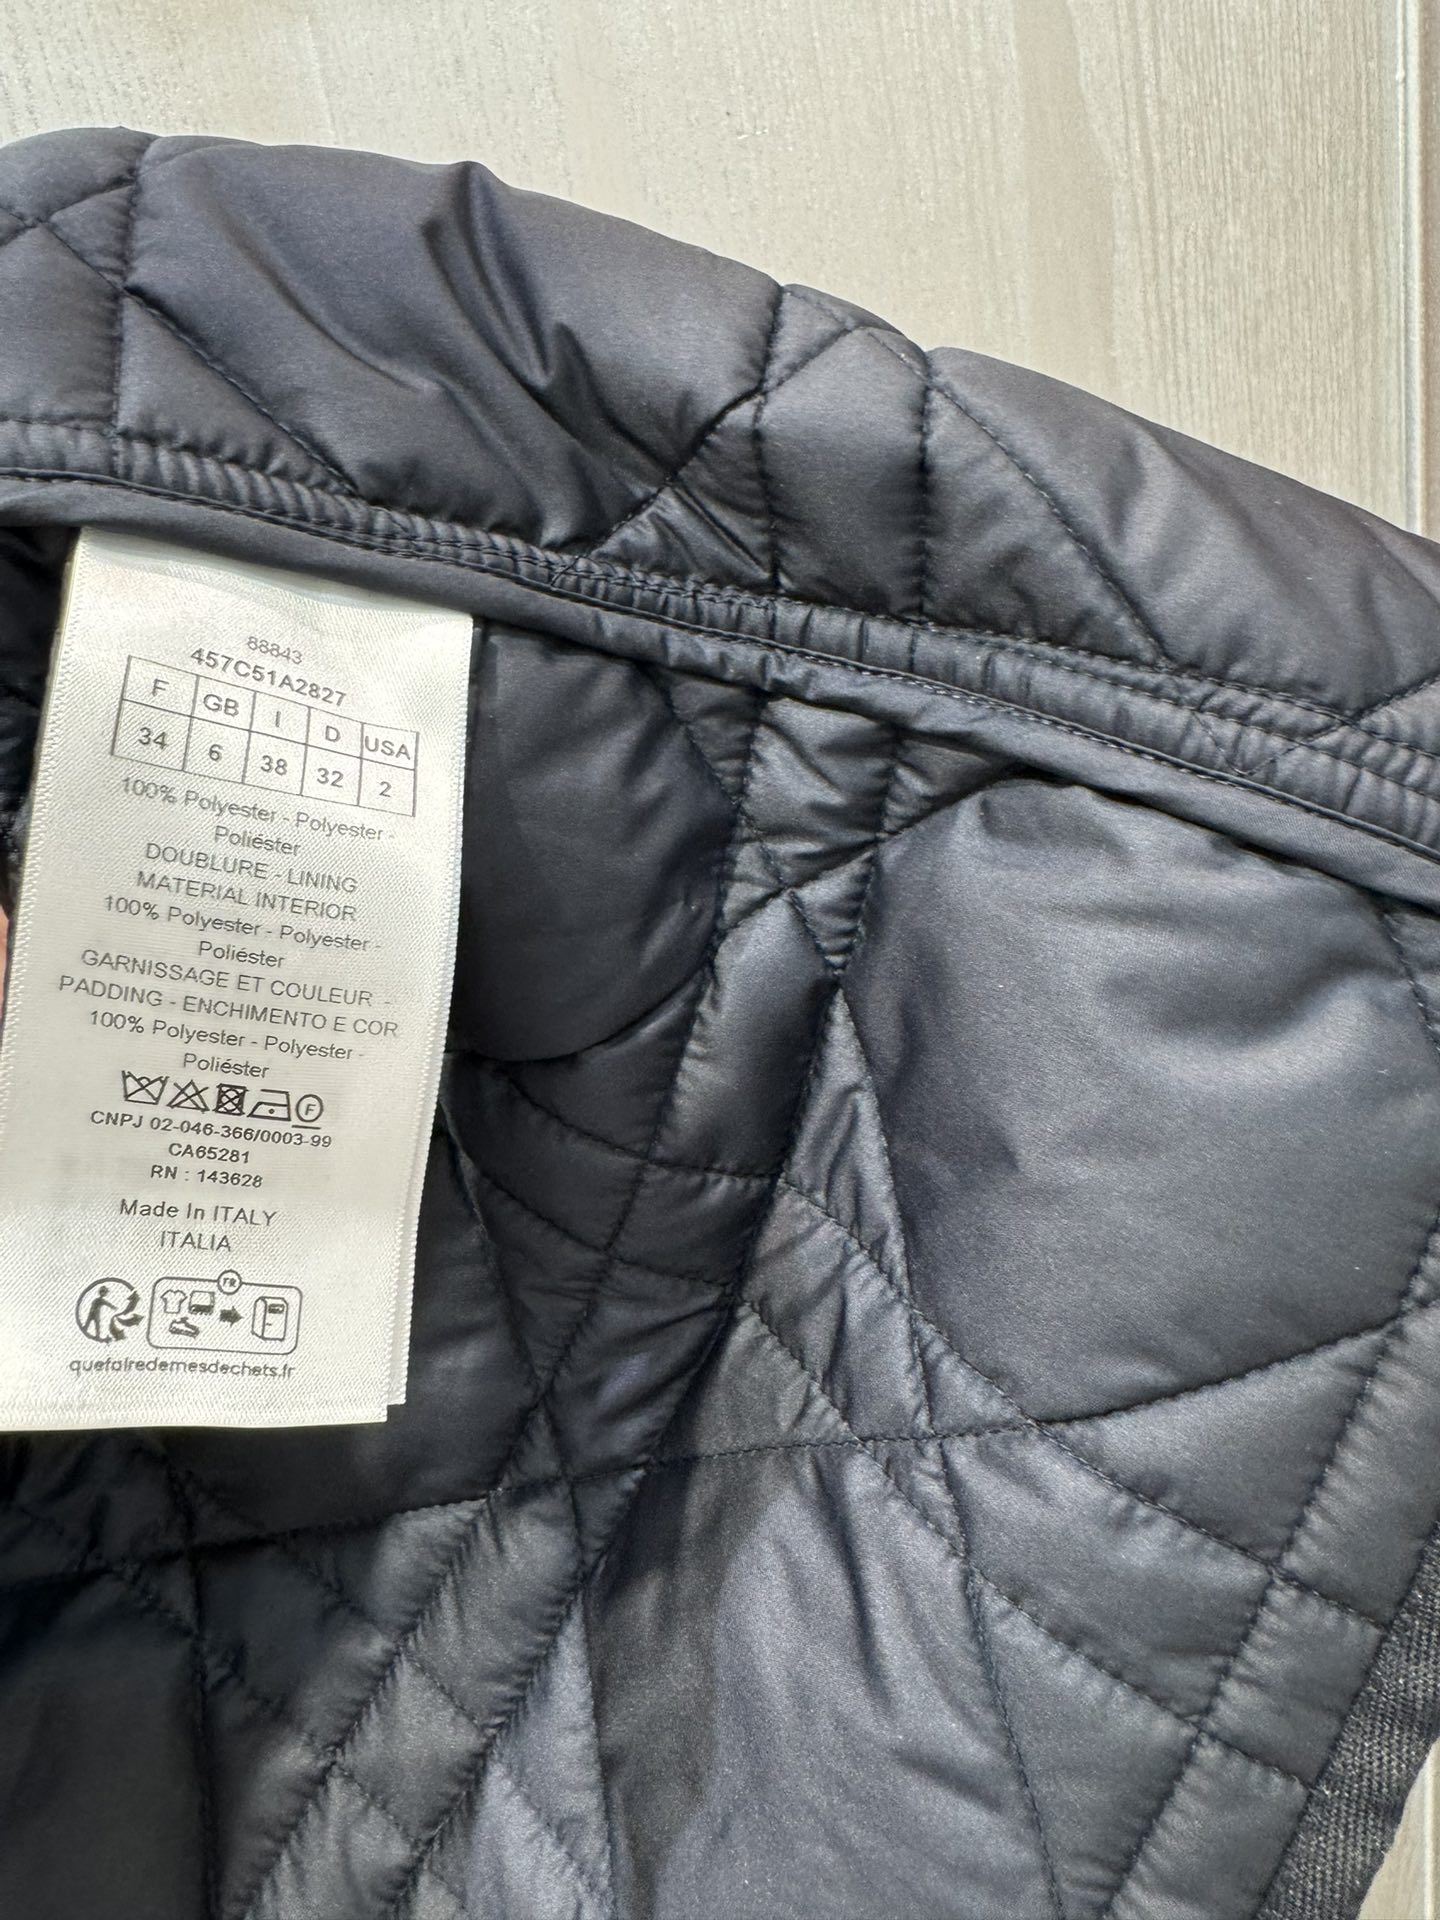 88843
457C51A2827
F GB I D USA
34 6 38 32 2
100% Polyester - Polyester -
Poliéster
DOUBLURE - LINING
MATERIAL INTERIOR
100% Polyester - Polyester -
Poliéster
GARNISSAGE ET COULEUR -
PADDING - ENCHIMENTO E COR
100% Polyester - Polyester -
Poliéster
F
CNPJ 02-046-366/0003-99
CA65281
RN : 143628
Made In ITALY
ITALIA
FR
quefairedemesdechets.fr